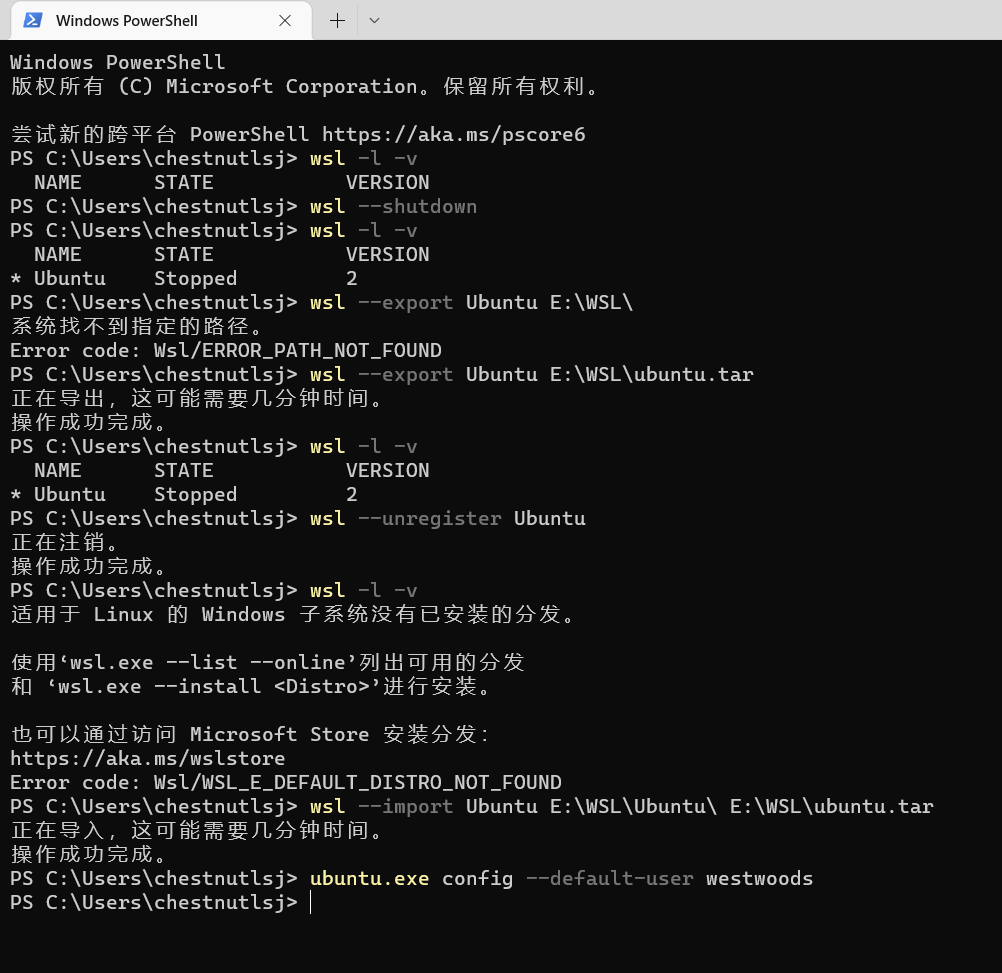 Windows PowerShell
Windows PowerShell
版权所有 (C) Microsoft Corporation。保留所有权利。
尝试新的跨平台 PowerShell https://aka.ms/pscore6
PS C:\Users\chestnutlsj> wsl -l -v
  NAME      STATE           VERSION
PS C:\Users\chestnutlsj> wsl --shutdown
PS C:\Users\chestnutlsj> wsl -l -v
  NAME      STATE           VERSION
* Ubuntu    Stopped         2
PS C:\Users\chestnutlsj> wsl --export Ubuntu E:\WSL\
系统找不到指定的路径。
Error code: Wsl/ERROR_PATH_NOT_FOUND
PS C:\Users\chestnutlsj> wsl --export Ubuntu E:\WSL\ubuntu.tar
正在导出，这可能需要几分钟时间。
操作成功完成。
PS C:\Users\chestnutlsj> wsl -l -v
  NAME      STATE           VERSION
* Ubuntu    Stopped         2
PS C:\Users\chestnutlsj> wsl --unregister Ubuntu
正在注销。
操作成功完成。
PS C:\Users\chestnutlsj> wsl -l -v
适用于 Linux 的 Windows 子系统没有已安装的分发。
使用‘wsl.exe --list --online’列出可用的分发
和 ‘wsl.exe --install <Distro>’进行安装。
也可以通过访问 Microsoft Store 安装分发：
https://aka.ms/wslstore
Error code: Wsl/WSL_E_DEFAULT_DISTRO_NOT_FOUND
PS C:\Users\chestnutlsj> wsl --import Ubuntu E:\WSL\Ubuntu\ E:\WSL\ubuntu.tar
正在导入，这可能需要几分钟时间。
操作成功完成。
PS C:\Users\chestnutlsj> ubuntu.exe config --default-user westwoods
PS C:\Users\chestnutlsj>